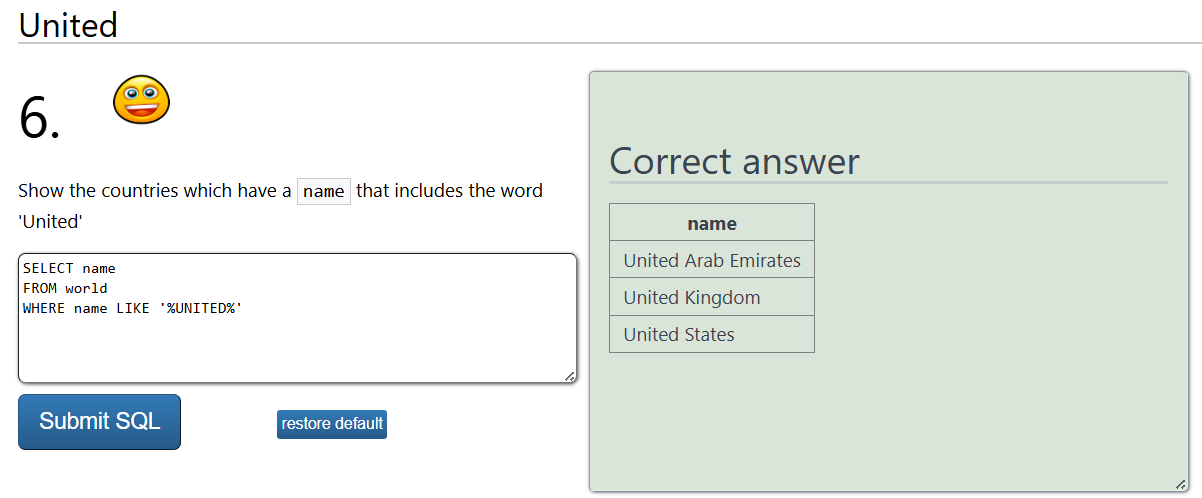 United
6.
Show the countries which have a name that includes the word
'United'
SELECT name
FROM world
WHERE name LIKE '%UNITED%'
Submit SQL
restore default
Correct answer
name
United Arab Emirates
United Kingdom
United States